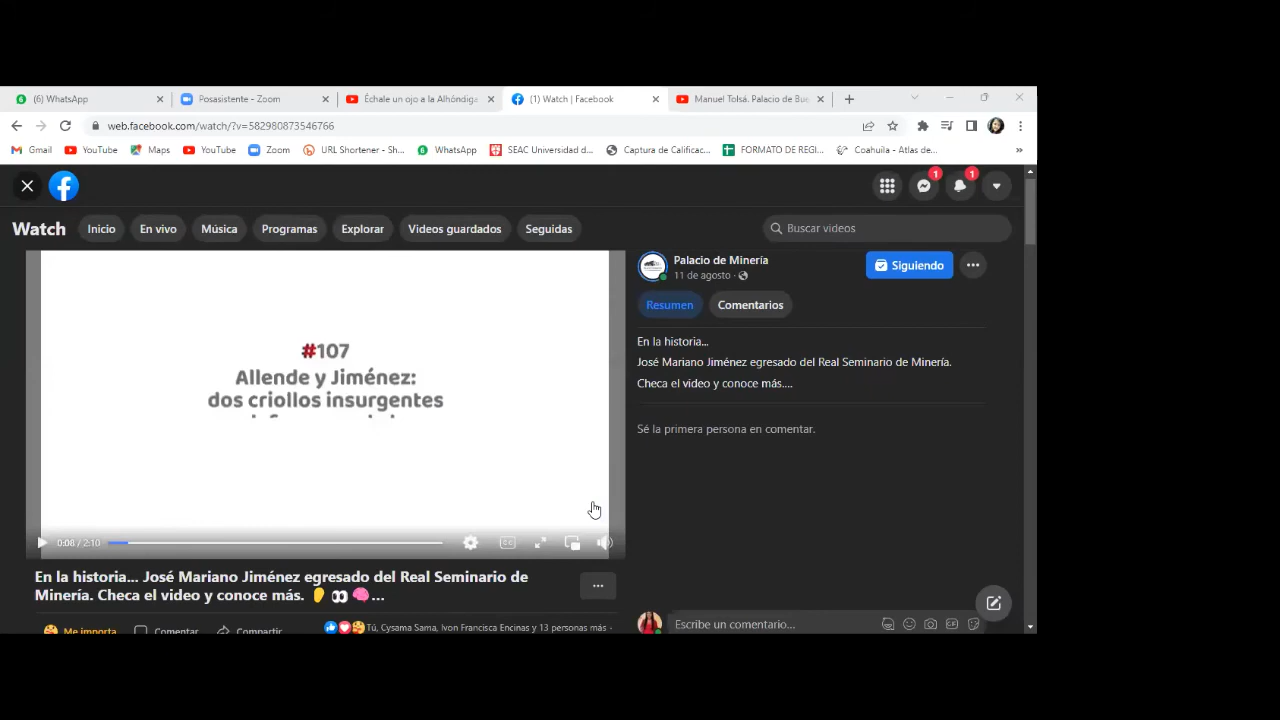 (6) WhatsApp
Posasistente - Zoom
Échale un ojo a la Alhóndiga
(1) Watch | Facebook
Manuel Tolsá. Palacio de Bue
web.facebook.com/watch/?v=582980873546766
Gmail
YouTube
Maps
YouTube
Zoom
URL Shortener - Sh...
WhatsApp
SEAC Universidad d...
Captura de Calificac...
FORMATO DE REGI...
Coahuila - Atlas de...
1
1
Watch
Inicio
En vivo
Música
Programas
Explorar
Videos guardados
Seguidas
Buscar videos
#107
Allende y Jiménez:
dos criollos insurgentes
0:08 / 2:10
CC
En la historia... José Mariano Jiménez egresado del Real Seminario de
Minería. Checa el video y conoce más. 👂👀🧠...
Me importa
Comentar
Compartir
Tú, Cysama Sama, Ivon Francisca Encinas y 13 personas más ·
Palacio de Minería
11 de agosto ·
Siguiendo
Resumen
Comentarios
En la historia...
José Mariano Jiménez egresado del Real Seminario de Minería.
Checa el video y conoce más....
Sé la primera persona en comentar.
Escribe un comentario...